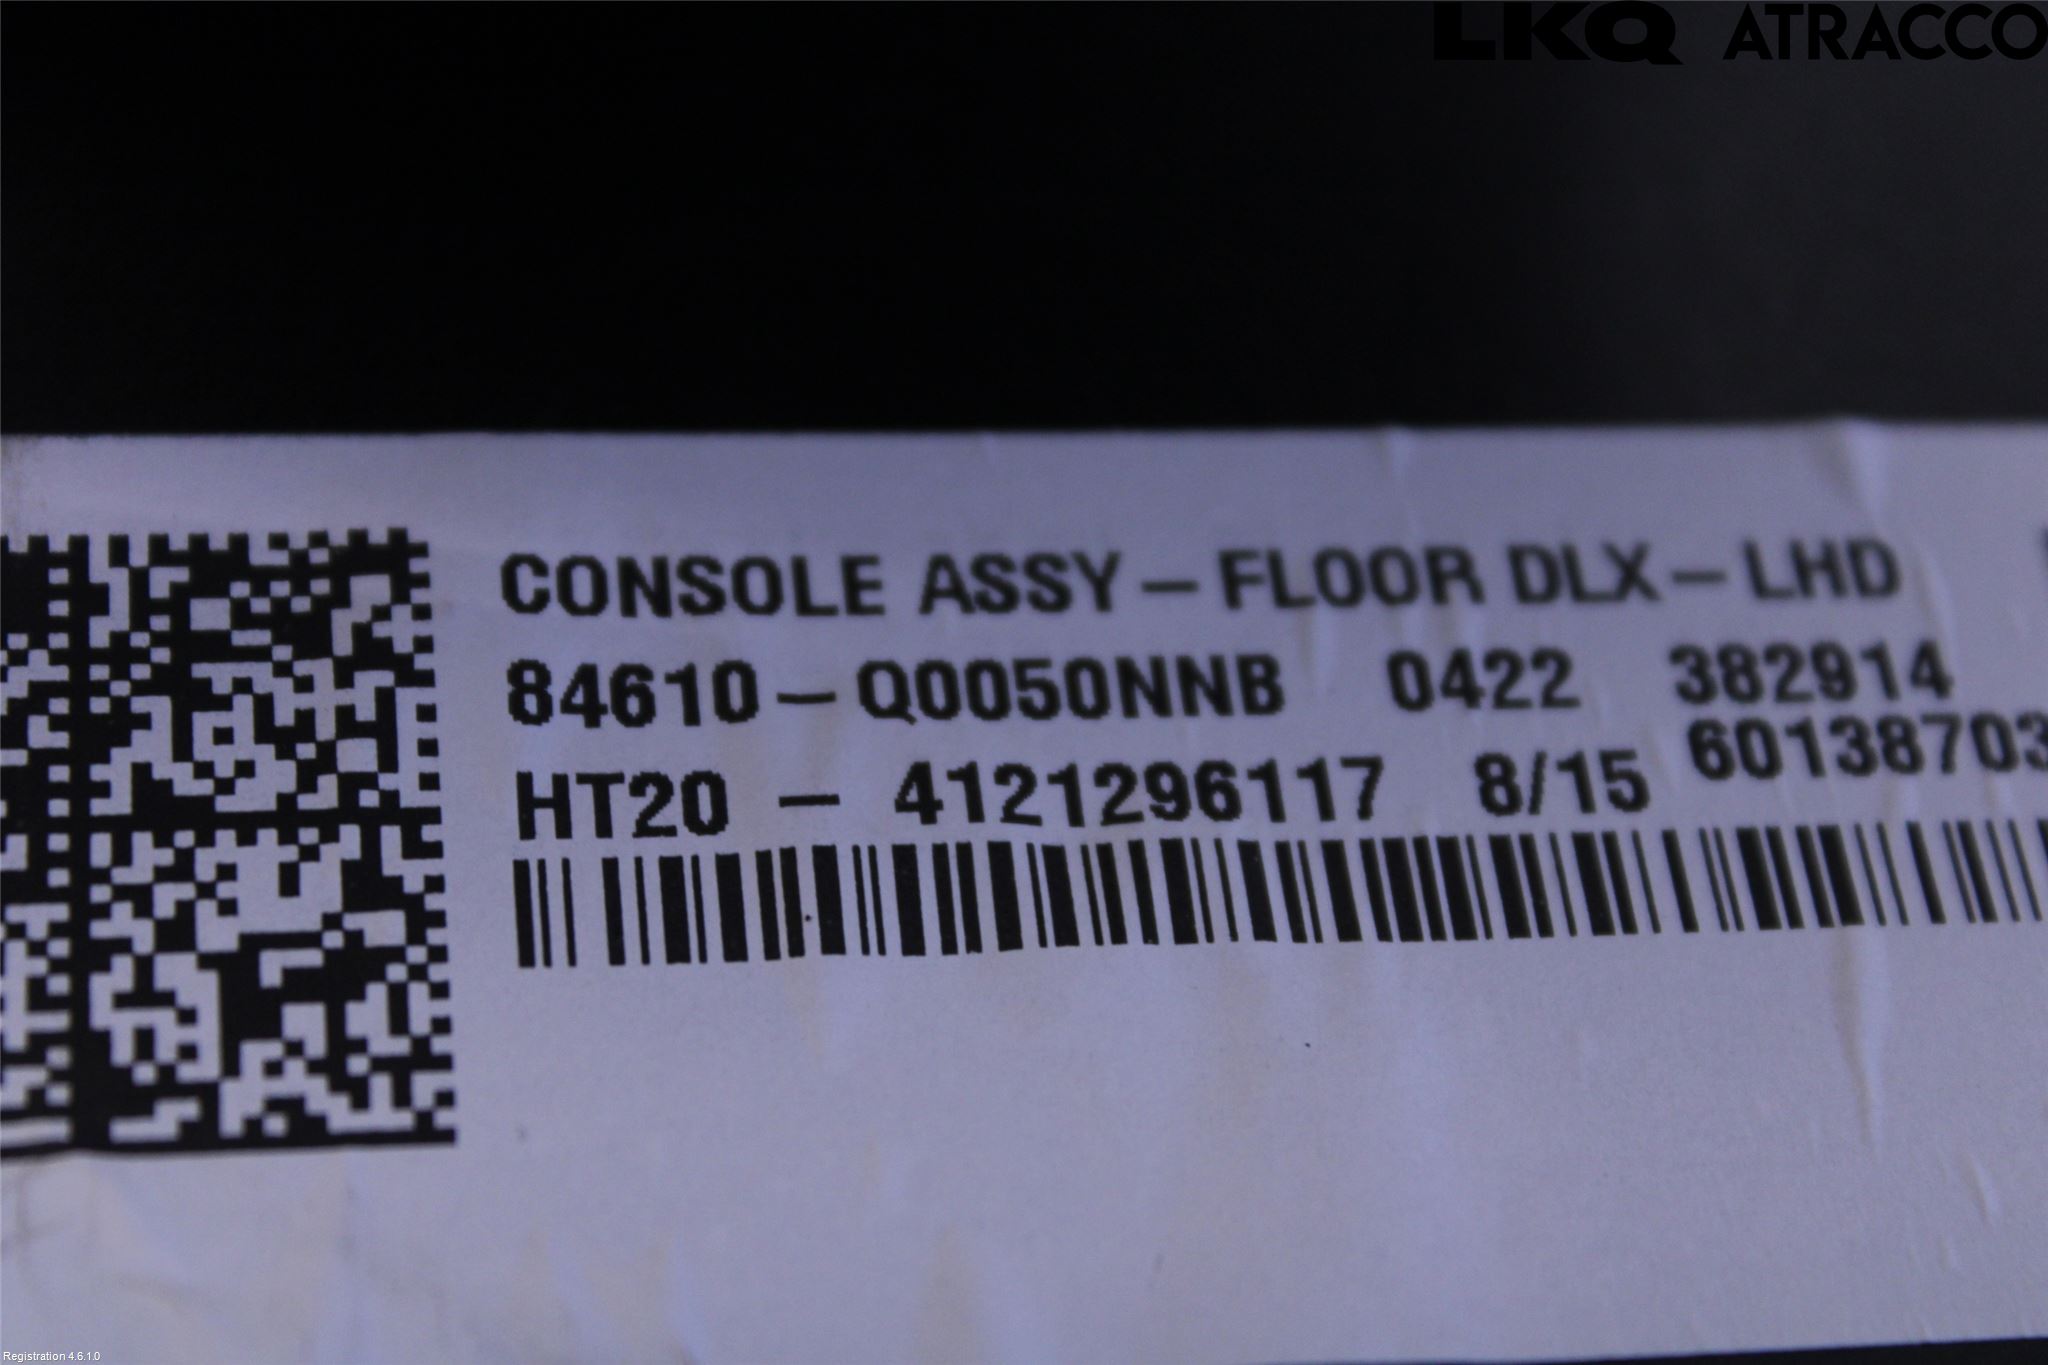 LKQ ATRACCO
CONSOLE ASSY – FLOOR DLX – LHD
84610 – Q0050NNB 0422 382914
HT20 – 4121296117 8/15 60138703
Registration 4.6.1.0